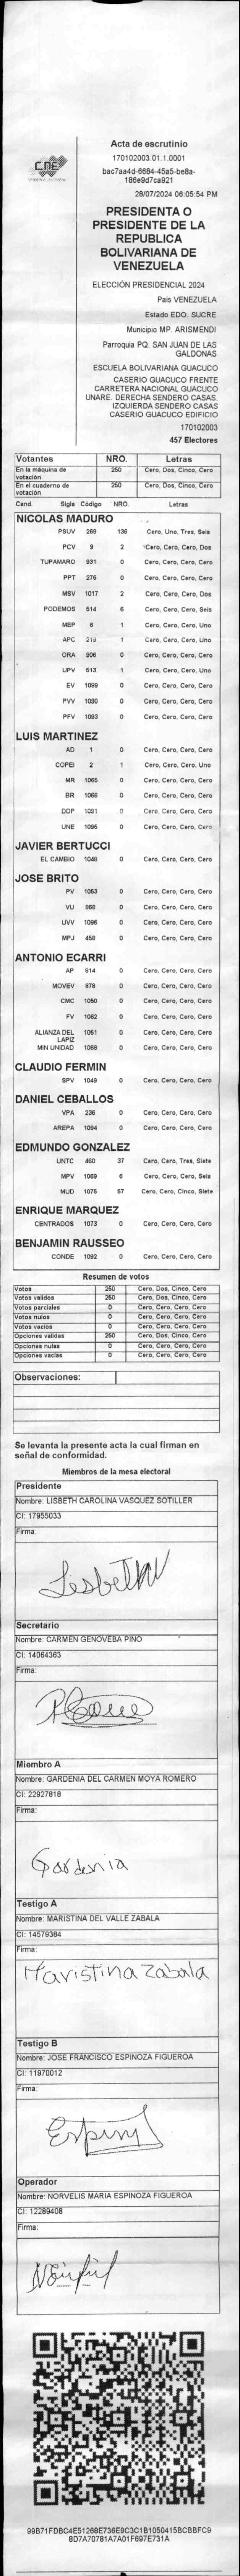 CNE
Acta de escrutinio
170102003.01.1.0001
bac7aa4d-6684-45a5-be8a-
186e9d7ca921
28/07/2024 06:05:54 PM
PRESIDENTA O
PRESIDENTE DE LA
REPUBLICA
BOLIVARIANA DE
VENEZUELA
ELECCIÓN PRESIDENCIAL 2024
Pais VENEZUELA
Estado EDO. SUCRE
Municipio MP. ARISMENDI
Parroquia PQ. SAN JUAN DE LAS
GALDONAS
ESCUELA BOLIVARIANA GUACUCO
CASERIO GUACUCO FRENTE
CARRETERA NACIONAL GUACUCO
UNARE. DERECHA SENDERO CASAS.
IZQUIERDA SENDERO CASAS
CASERIO GUACUCO EDIFICIO
170102003
457 Electores
Votantes NRO. Letras
En la máquina de votación 250 Cero, Dos, Cinco, Cero
En el cuaderno de votación 250 Cero, Dos, Cinco, Cero
Cand. Sigla Código NRO. Letras
NICOLAS MADURO
PSUV 269 136 Cero, Uno, Tres, Seis
PCV 9 2 Cero, Cero, Cero, Dos
TUPAMARO 931 0 Cero, Cero, Cero, Cero
PPT 276 0 Cero, Cero, Cero, Cero
MSV 1017 2 Cero, Cero, Cero, Dos
PODEMOS 514 6 Cero, Cero, Cero, Seis
MEP 6 1 Cero, Cero, Cero, Uno
APC 219 1 Cero, Cero, Cero, Uno
ORA 906 0 Cero, Cero, Cero, Cero
UPV 513 1 Cero, Cero, Cero, Uno
EV 1099 0 Cero, Cero, Cero, Cero
PVV 1090 0 Cero, Cero, Cero, Cero
PFV 1093 0 Cero, Cero, Cero, Cero
LUIS MARTINEZ
AD 1 0 Cero, Cero, Cero, Cero
COPEI 2 1 Cero, Cero, Cero, Uno
MR 1065 0 Cero, Cero, Cero, Cero
BR 1066 0 Cero, Cero, Cero, Cero
DDP 1091 0 Cero, Cero, Cero, Cero
UNE 1095 0 Cero, Cero, Cero, Cero
JAVIER BERTUCCI
EL CAMBIO 1048 0 Cero, Cero, Cero, Cero
JOSE BRITO
PV 1053 0 Cero, Cero, Cero, Cero
VU 868 0 Cero, Cero, Cero, Cero
UVV 1096 0 Cero, Cero, Cero, Cero
MPJ 458 0 Cero, Cero, Cero, Cero
ANTONIO ECARRI
AP 814 0 Cero, Cero, Cero, Cero
MOVEV 878 0 Cero, Cero, Cero, Cero
CMC 1050 0 Cero, Cero, Cero, Cero
FV 1062 0 Cero, Cero, Cero, Cero
ALIANZA DEL LAPIZ 1051 0 Cero, Cero, Cero, Cero
MIN UNIDAD 1088 0 Cero, Cero, Cero, Cero
CLAUDIO FERMIN
SPV 1049 0 Cero, Cero, Cero, Cero
DANIEL CEBALLOS
VPA 236 0 Cero, Cero, Cero, Cero
AREPA 1094 0 Cero, Cero, Cero, Cero
EDMUNDO GONZALEZ
UNTC 460 37 Cero, Cero, Tres, Siete
MPV 1069 6 Cero, Cero, Cero, Seis
MUD 1075 57 Cero, Cero, Cinco, Siete
ENRIQUE MARQUEZ
CENTRADOS 1073 0 Cero, Cero, Cero, Cero
BENJAMIN RAUSSEO
CONDE 1092 0 Cero, Cero, Cero, Cero
Resumen de votos
Votos 250 Cero, Dos, Cinco, Cero
Votos validos 250 Cero, Dos, Cinco, Cero
Votos parciales 0 Cero, Cero, Cero, Cero
Votos nulos 0 Cero, Cero, Cero, Cero
Votos vacios 0 Cero, Cero, Cero, Cero
Opciones validas 250 Cero, Dos, Cinco, Cero
Opciones nulas 0 Cero, Cero, Cero, Cero
Opciones vacias 0 Cero, Cero, Cero, Cero
Observaciones:
Se levanta la presente acta la cual firman en
señal de conformidad.
Miembros de la mesa electoral
Presidente
Nombre: LISBETH CAROLINA VASQUEZ SOTILLER
CI: 17955033
Firma:
Secretario
Nombre: CARMEN GENOVEBA PINO
CI: 14064363
Firma:
Miembro A
Nombre: GARDENIA DEL CARMEN MOYA ROMERO
CI: 22927818
Firma:
Gardenia
Testigo A
Nombre: MARISTINA DEL VALLE ZABALA
CI: 14579384
Firma:
Maristina Zabala
Testigo B
Nombre: JOSE FRANCISCO ESPINOZA FIGUEROA
CI: 11970012
Firma:
Operador
Nombre: NORVELIS MARIA ESPINOZA FIGUEROA
CI: 12289408
Firma:
99B71FDBC4E51268E736E9C3C1B1050415BCBBFC9
8D7A70781A7A01F697E731A